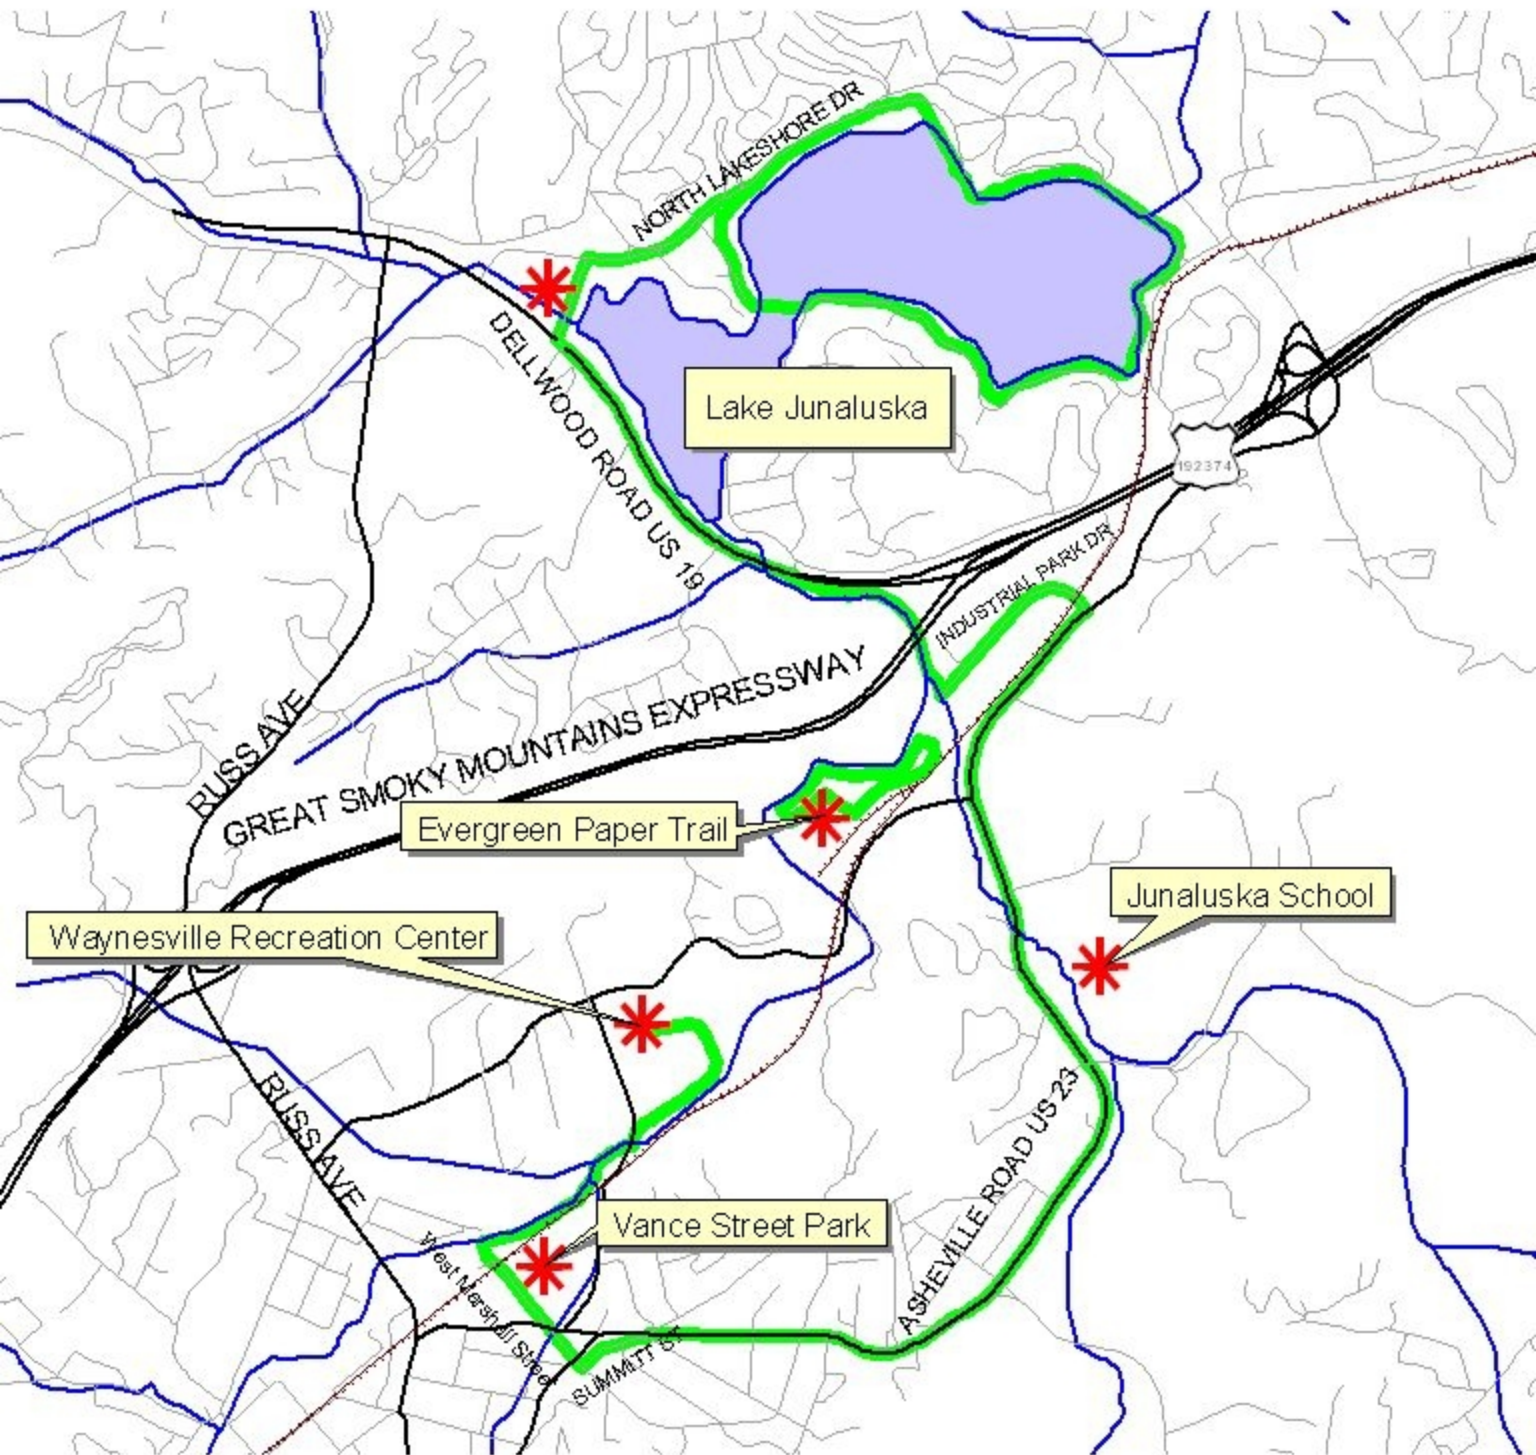 NORTH LAKESHORE DR
DELLWOOD ROAD US 19
Lake Junaluska
192374
INDUSTRIAL PARK DR
RUSS AVE
GREAT SMOKY MOUNTAINS EXPRESSWAY
Evergreen Paper Trail
Junaluska School
Waynesville Recreation Center
RUSS AVE
ASHEVILLE ROAD US 23
Vance Street Park
West Marshall Street
SUMMITT ST